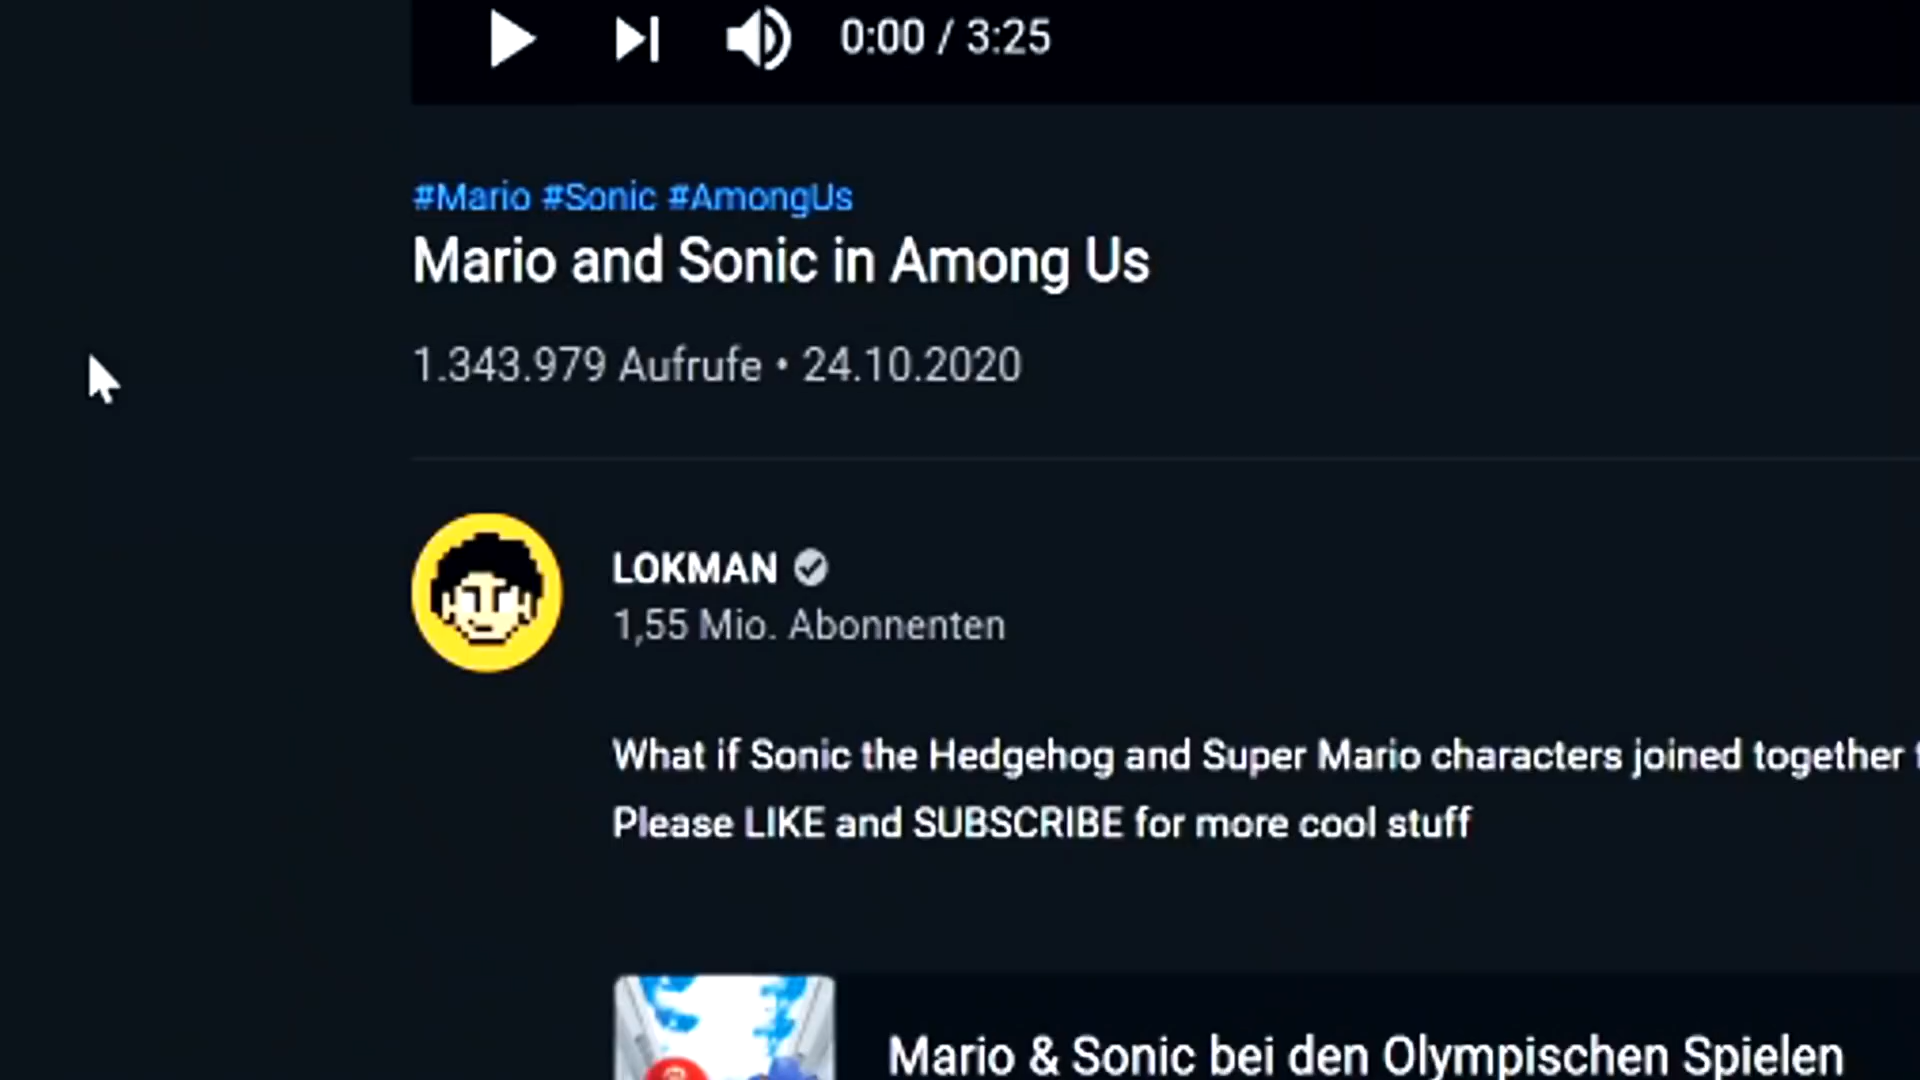 0:00 / 3:25
#Mario #Sonic #AmongUs
Mario and Sonic in Among Us
1.343.979 Aufrufe • 24.10.2020
LOKMAN
1,55 Mio. Abonnenten
What if Sonic the Hedgehog and Super Mario characters joined together
Please LIKE and SUBSCRIBE for more cool stuff
Mario & Sonic bei den Olympischen Spielen